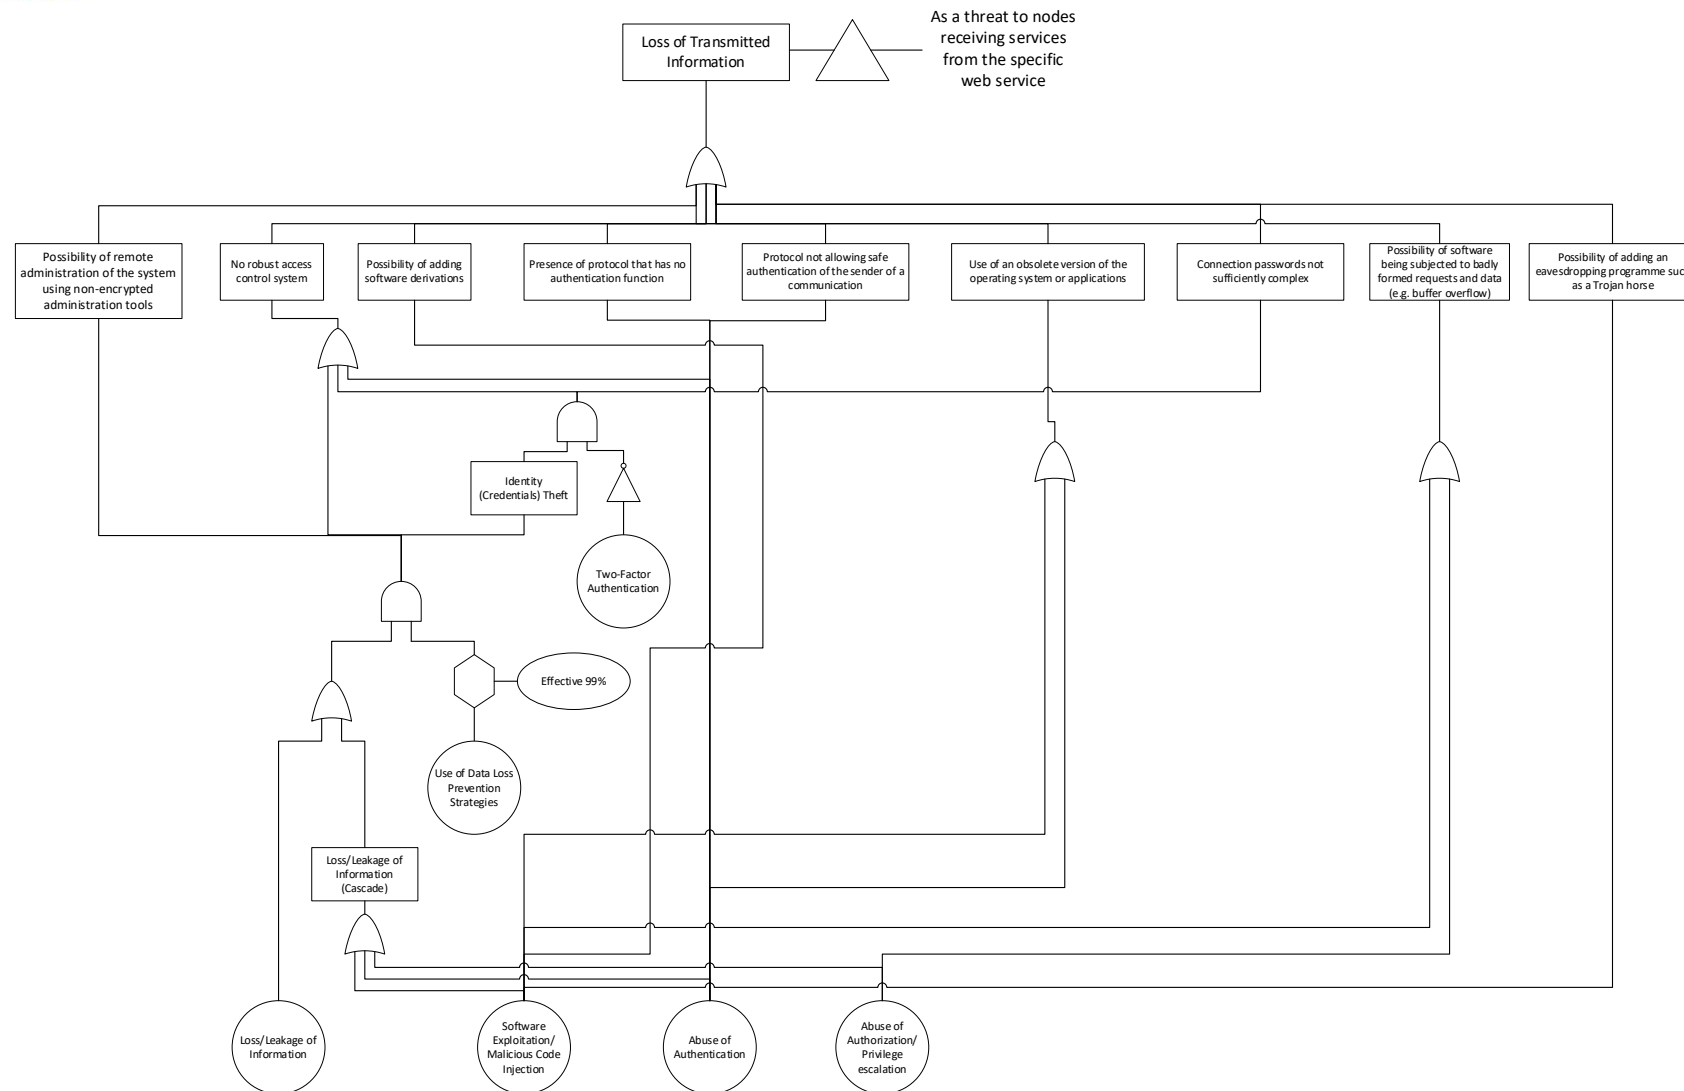 Loss of Transmitted
Information
As a threat to nodes
receiving services
from the specific
web service
Possibility of remote
administration of the system
using non-encrypted
administration tools
No robust access
control system
Possibility of adding
software derivations
Presence of protocol that has no
authentication function
Protocol not allowing safe
authentication of the sender of a
communication
Use of an obsolete version of the
operating system or applications
Connection passwords not
sufficiently complex
Possibility of software
being subjected to badly
formed requests and data
(e.g. buffer overflow)
Possibility of adding an
eavesdropping programme suc
as a Trojan horse
Identity
(Credentials) Theft
Two-Factor
Authentication
Effective 99%
Use of Data Loss
Prevention
Strategies
Loss/Leakage of
Information
(Cascade)
Loss/Leakage of
Information
Software
Exploitation/
Malicious Code
Injection
Abuse of
Authentication
Abuse of
Authorization/
Privilege
escalation